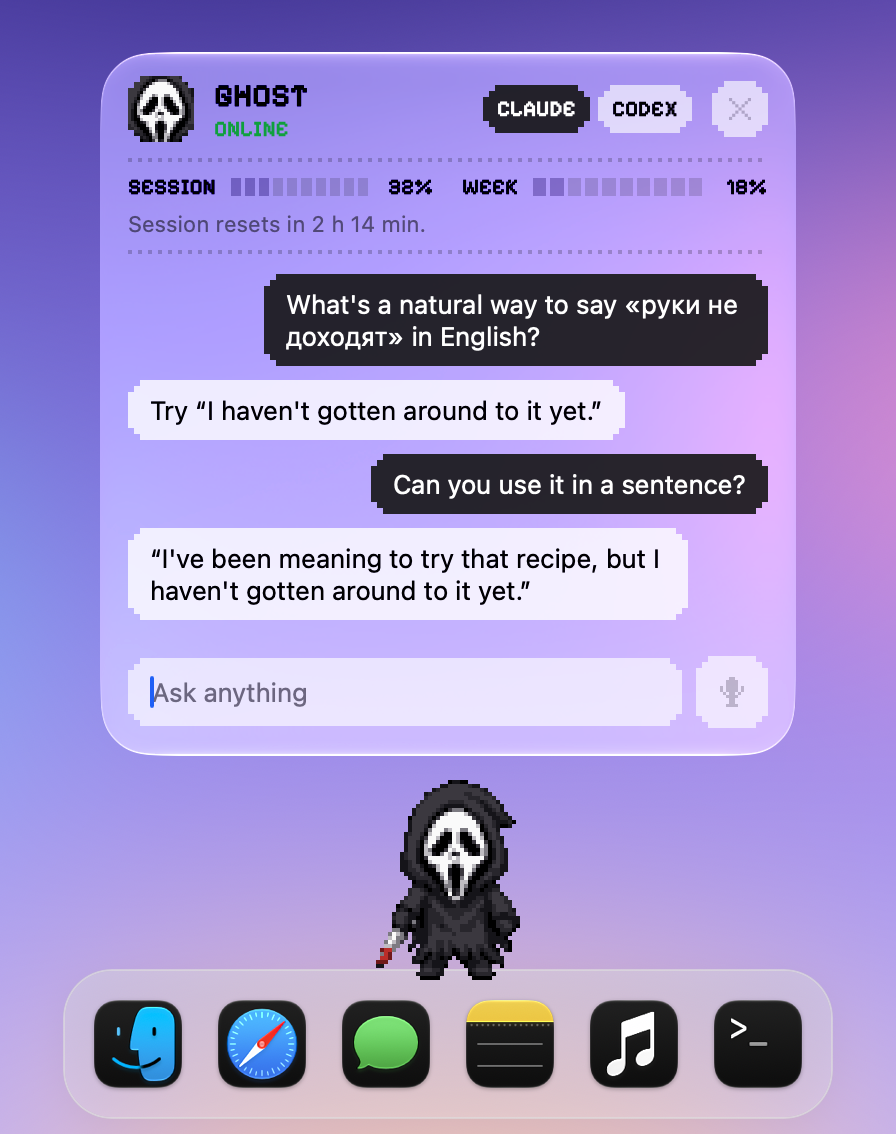 GHOST
ONLINE
CLAUDE
CODEX
SESSION 38% WEEK 18%
Session resets in 2 h 14 min.
What's a natural way to say «руки не
доходят» in English?
Try “I haven't gotten around to it yet.”
Can you use it in a sentence?
“I've been meaning to try that recipe, but I
haven't gotten around to it yet.”
Ask anything
>_